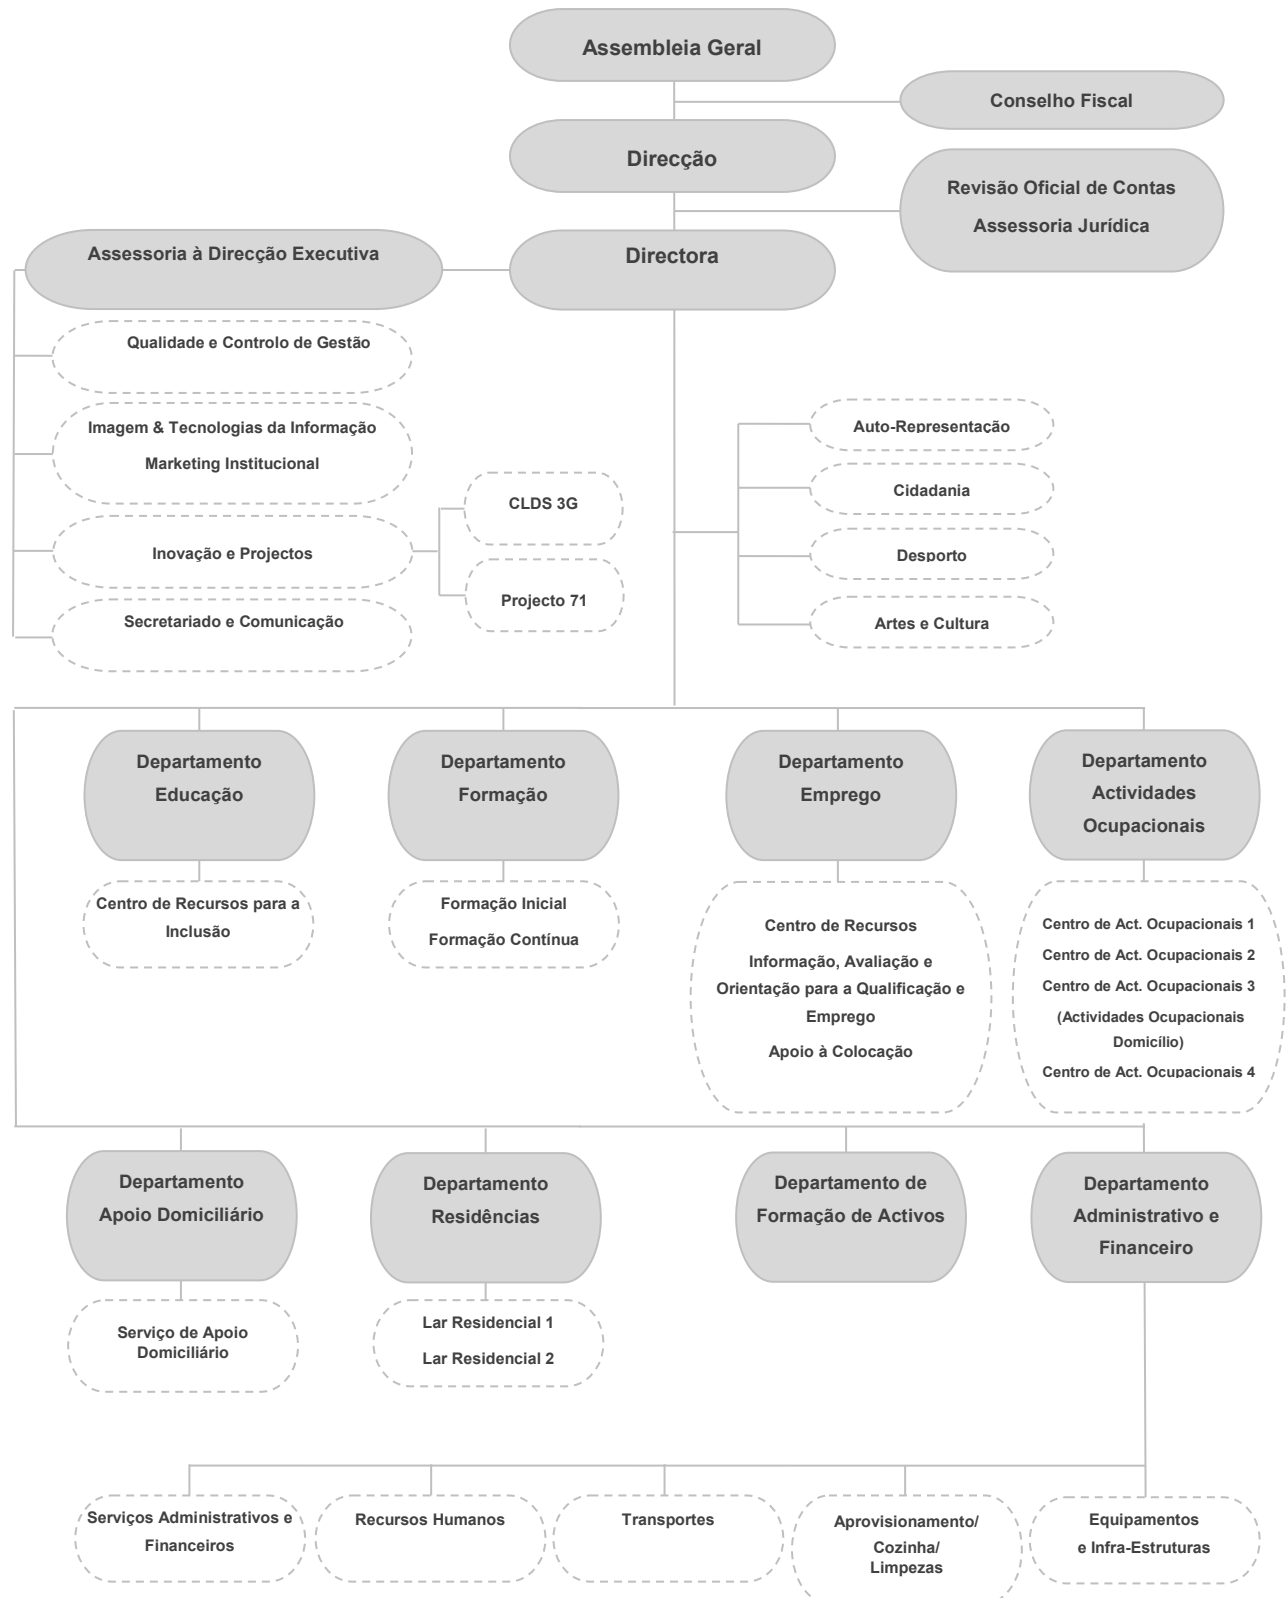 Assembleia Geral
Conselho Fiscal
Direcção
Revisão Oficial de Contas
Assessoria Jurídica
Assessoria à Direcção Executiva
Directora
Qualidade e Controlo de Gestão
Imagem & Tecnologias da Informação
Marketing Institucional
Inovação e Projectos
Secretariado e Comunicação
CLDS 3G
Projecto 71
Auto-Representação
Cidadania
Desporto
Artes e Cultura
Departamento
Educação
Departamento
Formação
Departamento
Emprego
Departamento
Actividades
Ocupacionais
Centro de Recursos para a
Inclusão
Formação Inicial
Formação Contínua
Centro de Recursos
Informação, Avaliação e
Orientação para a Qualificação e
Emprego
Apoio à Colocação
Centro de Act. Ocupacionais 1
Centro de Act. Ocupacionais 2
Centro de Act. Ocupacionais 3
(Actividades Ocupacionais
Domicílio)
Centro de Act. Ocupacionais 4
Departamento
Apoio Domiciliário
Departamento
Residências
Departamento de
Formação de Activos
Departamento
Administrativo e
Financeiro
Serviço de Apoio
Domiciliário
Lar Residencial 1
Lar Residencial 2
Serviços Administrativos e
Financeiros
Recursos Humanos
Transportes
Aprovisionamento/
Cozinha/
Limpezas
Equipamentos
e Infra-Estruturas